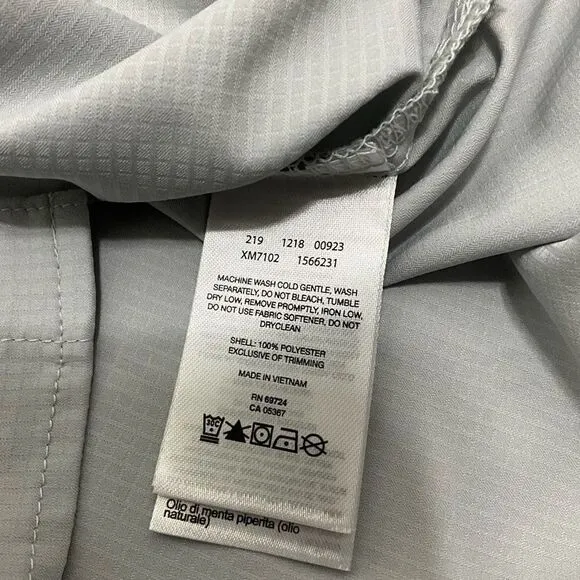 219 1218 00923
XM7102 1566231
MACHINE WASH COLD GENTLE, WASH
SEPARATELY, DO NOT BLEACH, TUMBLE
DRY LOW, REMOVE PROMPTLY, IRON LOW,
DO NOT USE FABRIC SOFTENER, DO NOT
DRYCLEAN
SHELL: 100% POLYESTER
EXCLUSIVE OF TRIMMING
MADE IN VIETNAM
RN 69724
CA 05367
30C
Olio di menta piperita (olio
naturale)